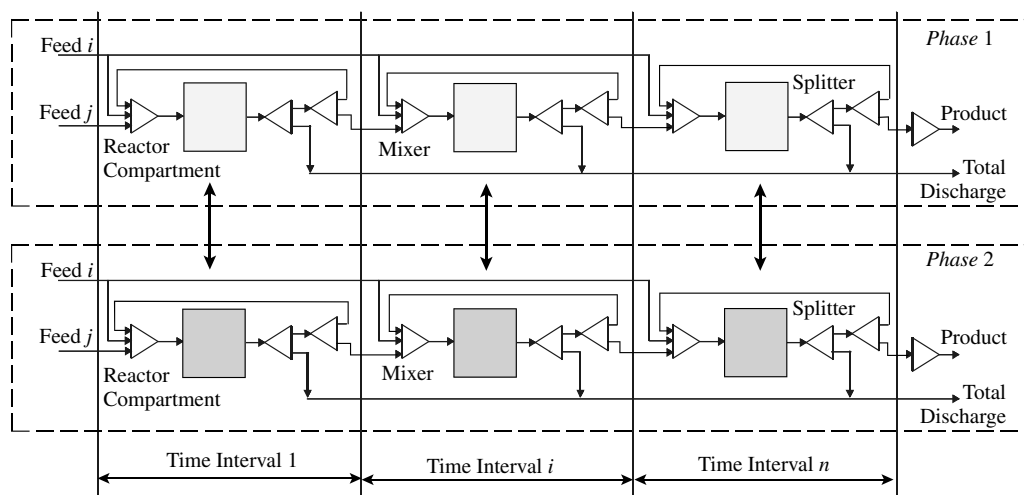 Feed i
Phase 1
Splitter
Feed j
Product
Reactor
Compartment
Mixer
Total
Discharge
Feed i
Phase 2
Splitter
Feed j
Product
Reactor
Compartment
Mixer
Total
Discharge
Time Interval 1
Time Interval i
Time Interval n